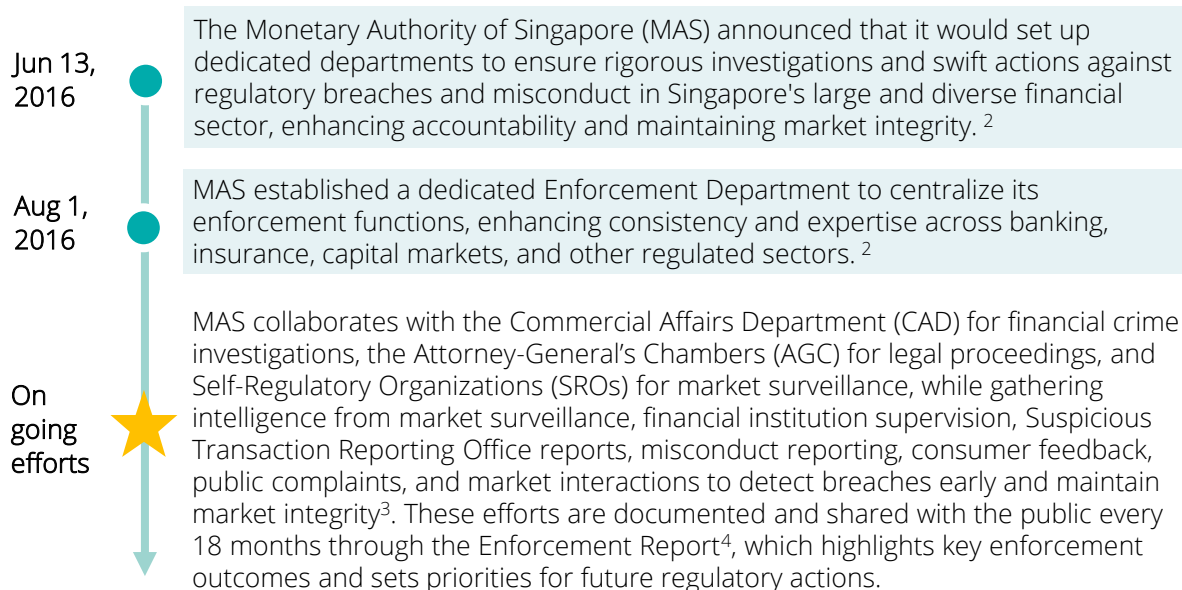 Jun 13,
2016
The Monetary Authority of Singapore (MAS) announced that it would set up
dedicated departments to ensure rigorous investigations and swift actions against
regulatory breaches and misconduct in Singapore's large and diverse financial
sector, enhancing accountability and maintaining market integrity. 2
Aug 1,
2016
MAS established a dedicated Enforcement Department to centralize its
enforcement functions, enhancing consistency and expertise across banking,
insurance, capital markets, and other regulated sectors. 2
On
going
efforts
MAS collaborates with the Commercial Affairs Department (CAD) for financial crime
investigations, the Attorney-General’s Chambers (AGC) for legal proceedings, and
Self-Regulatory Organizations (SROs) for market surveillance, while gathering
intelligence from market surveillance, financial institution supervision, Suspicious
Transaction Reporting Office reports, misconduct reporting, consumer feedback,
public complaints, and market interactions to detect breaches early and maintain
market integrity3. These efforts are documented and shared with the public every
18 months through the Enforcement Report4, which highlights key enforcement
outcomes and sets priorities for future regulatory actions.